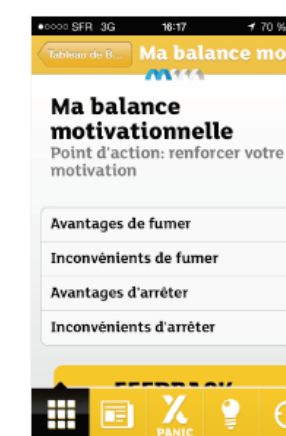 ●○○○○ SFR 3G 16:17 70 %
Tableau de B... Ma balance mo
Ma balance
motivationnelle
Point d'action: renforcer votre
motivation
Avantages de fumer
Inconvénients de fumer
Avantages d'arrêter
Inconvénients d'arrêter
FEEDBACK
PANIC